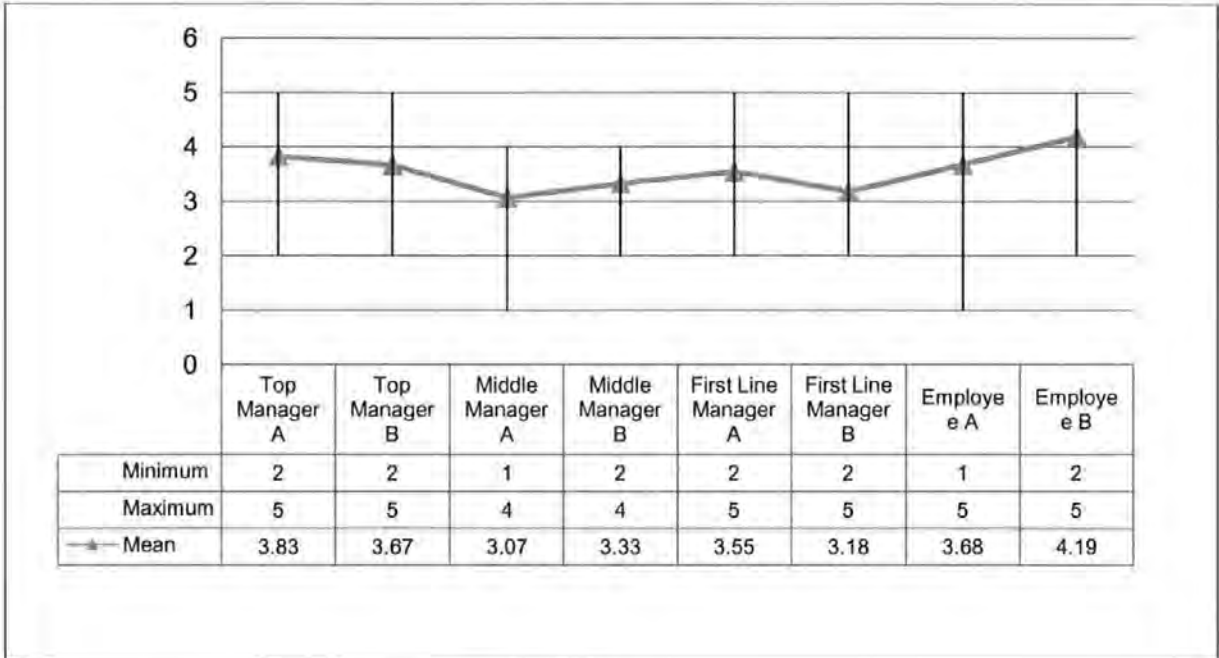 6
5
4
3
2
1
0
Top Manager A Top Manager B Middle Manager A Middle Manager B First Line Manager A First Line Manager B Employe e A Employe e B
Minimum 2 2 1 2 2 2 1 2
Maximum 5 5 4 4 5 5 5 5
Mean 3.83 3.67 3.07 3.33 3.55 3.18 3.68 4.19